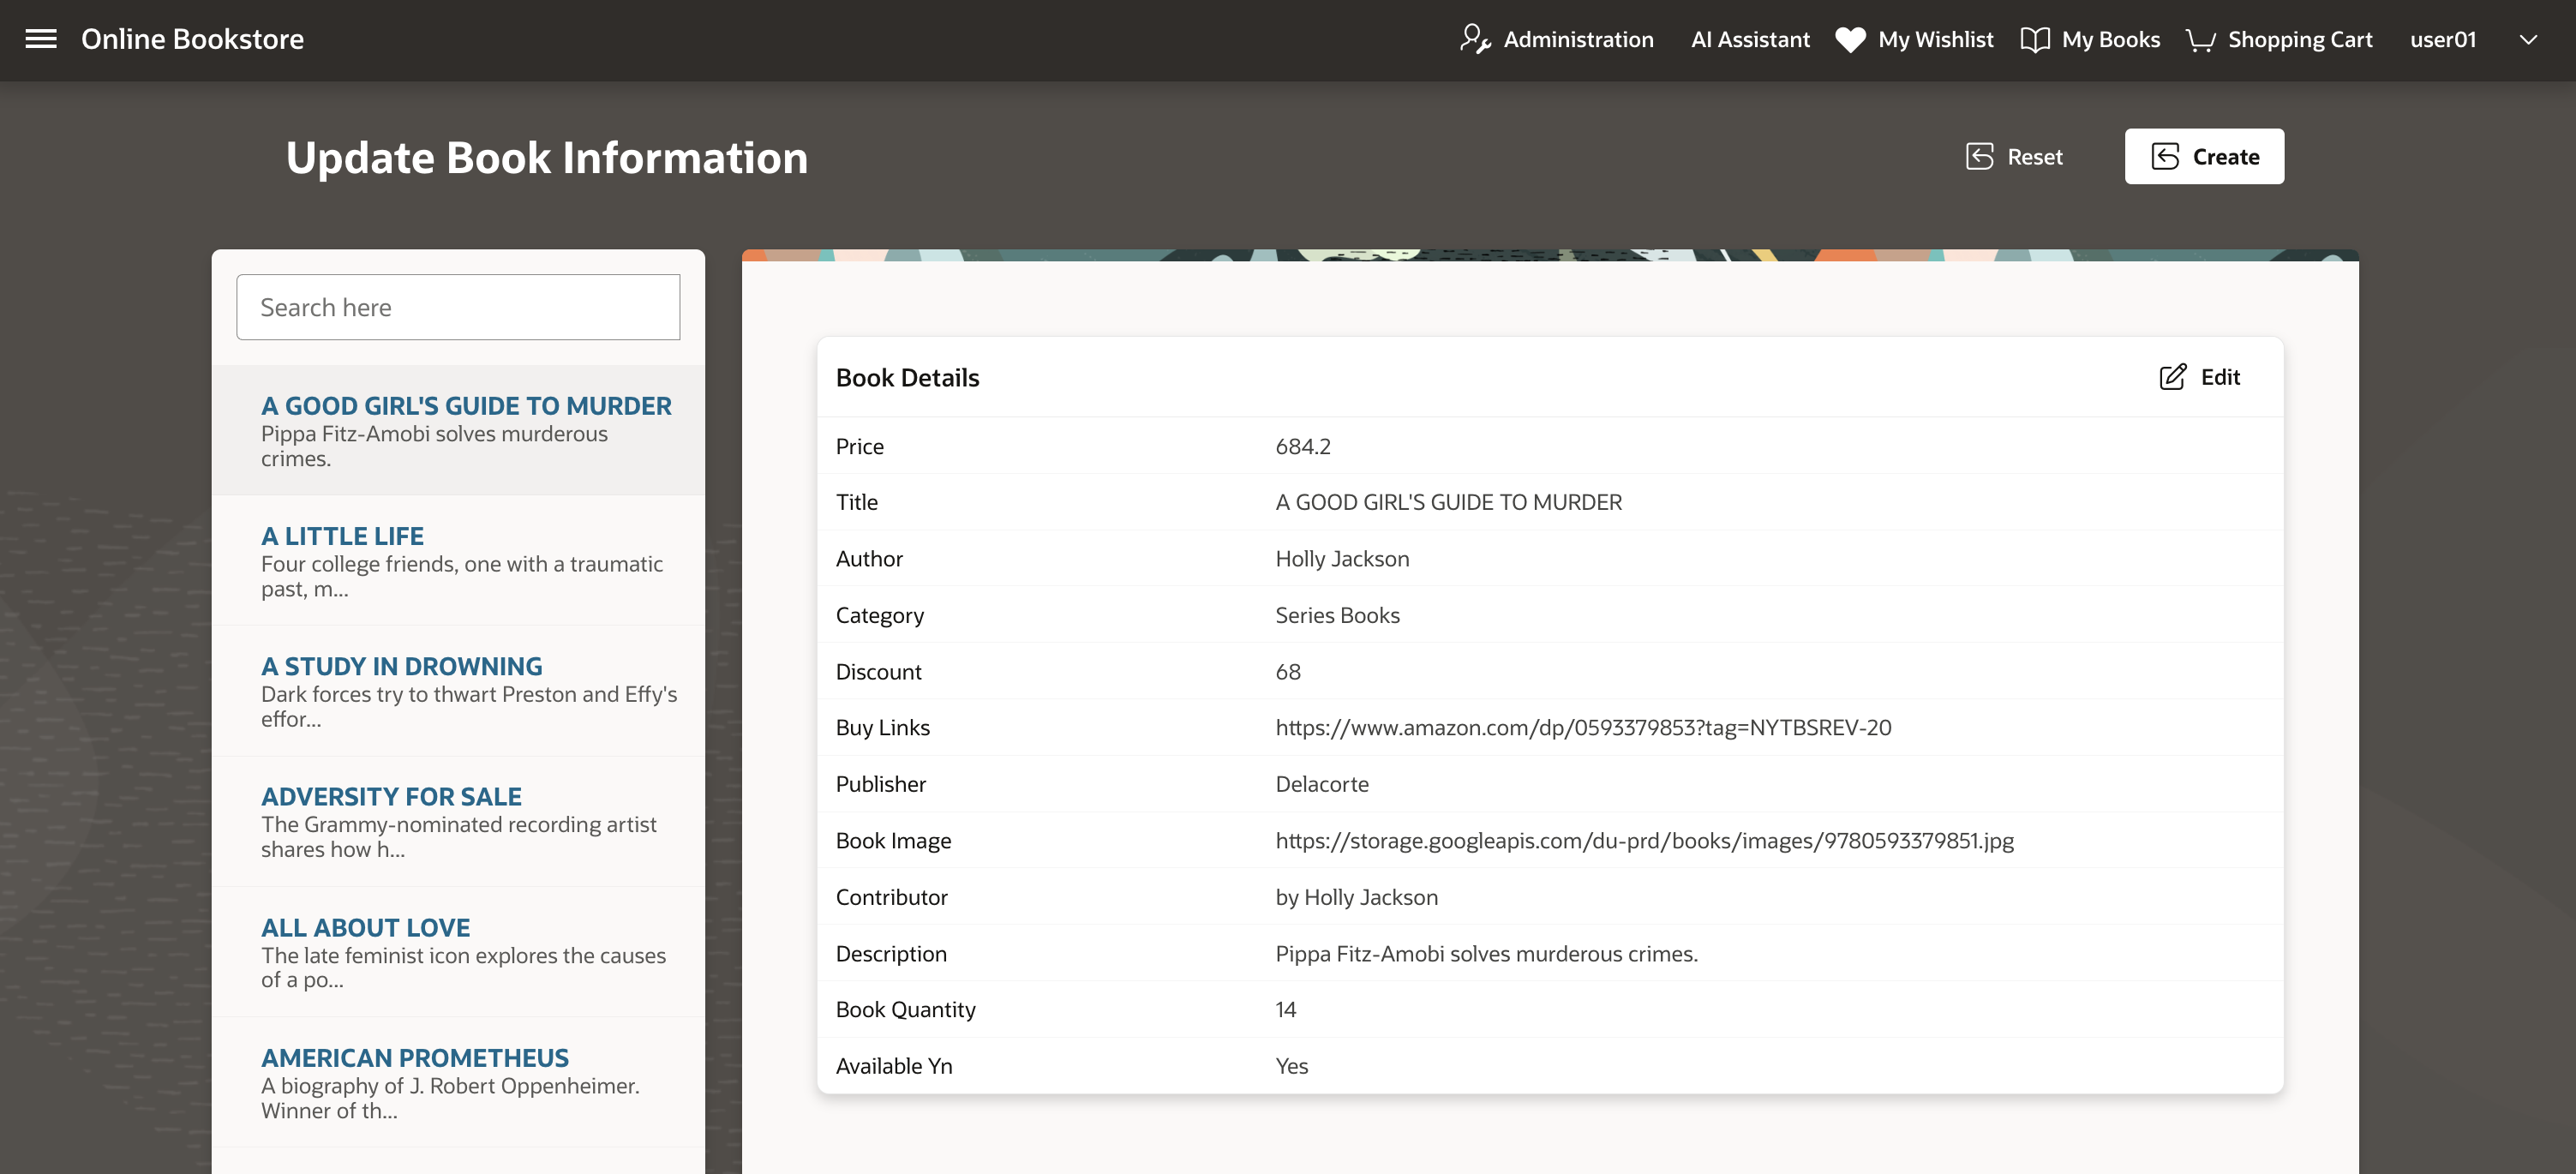 Online Bookstore
Administration
AI Assistant
My Wishlist
My Books
Shopping Cart
user01
Update Book Information
Reset
Create
Search here
A GOOD GIRL'S GUIDE TO MURDER
Pippa Fitz-Amobi solves murderous
crimes.
A LITTLE LIFE
Four college friends, one with a traumatic
past, m...
A STUDY IN DROWNING
Dark forces try to thwart Preston and Effy's
effor...
ADVERSITY FOR SALE
The Grammy-nominated recording artist
shares how h...
ALL ABOUT LOVE
The late feminist icon explores the causes
of a po...
AMERICAN PROMETHEUS
A biography of J. Robert Oppenheimer.
Winner of th...
Book Details
Edit
Price 684.2
Title A GOOD GIRL'S GUIDE TO MURDER
Author Holly Jackson
Category Series Books
Discount 68
Buy Links https://www.amazon.com/dp/0593379853?tag=NYTBSREV-20
Publisher Delacorte
Book Image https://storage.googleapis.com/du-prd/books/images/9780593379851.jpg
Contributor by Holly Jackson
Description Pippa Fitz-Amobi solves murderous crimes.
Book Quantity 14
Available Yn Yes